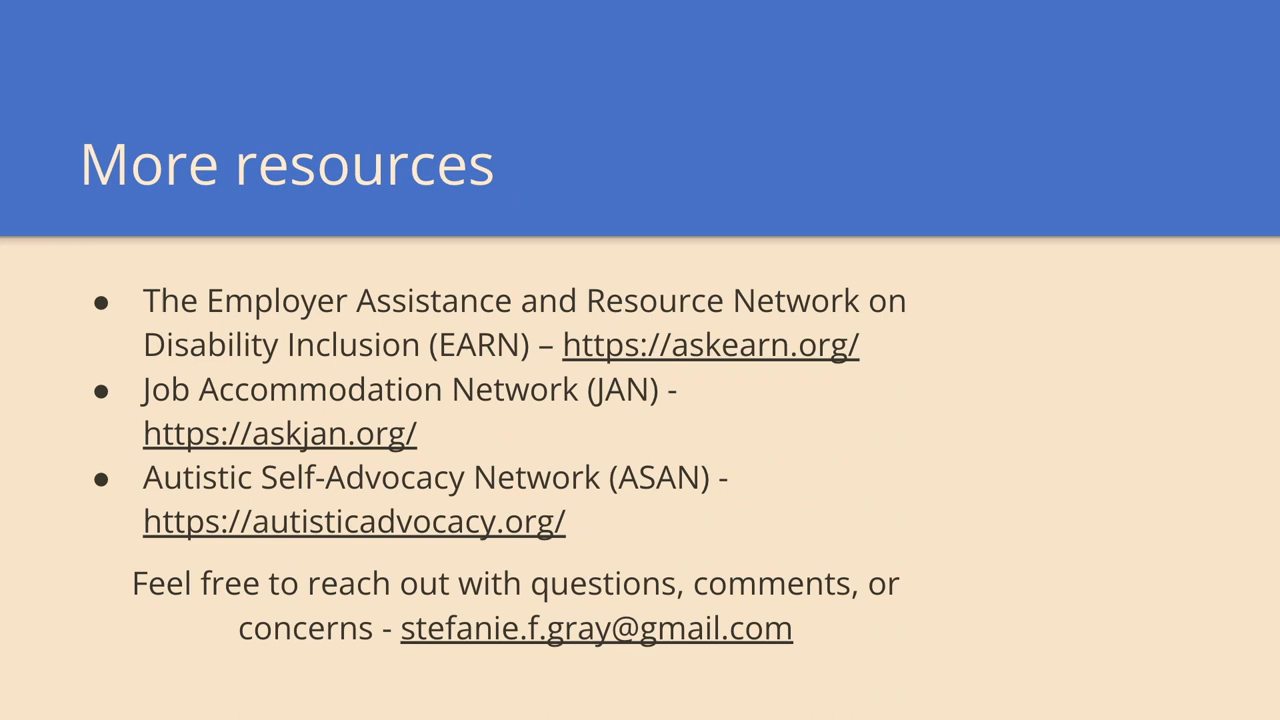 More resources
● The Employer Assistance and Resource Network on
Disability Inclusion (EARN) – https://askearn.org/
● Job Accommodation Network (JAN) -
https://askjan.org/
● Autistic Self-Advocacy Network (ASAN) -
https://autisticadvocacy.org/
Feel free to reach out with questions, comments, or
concerns - stefanie.f.gray@gmail.com